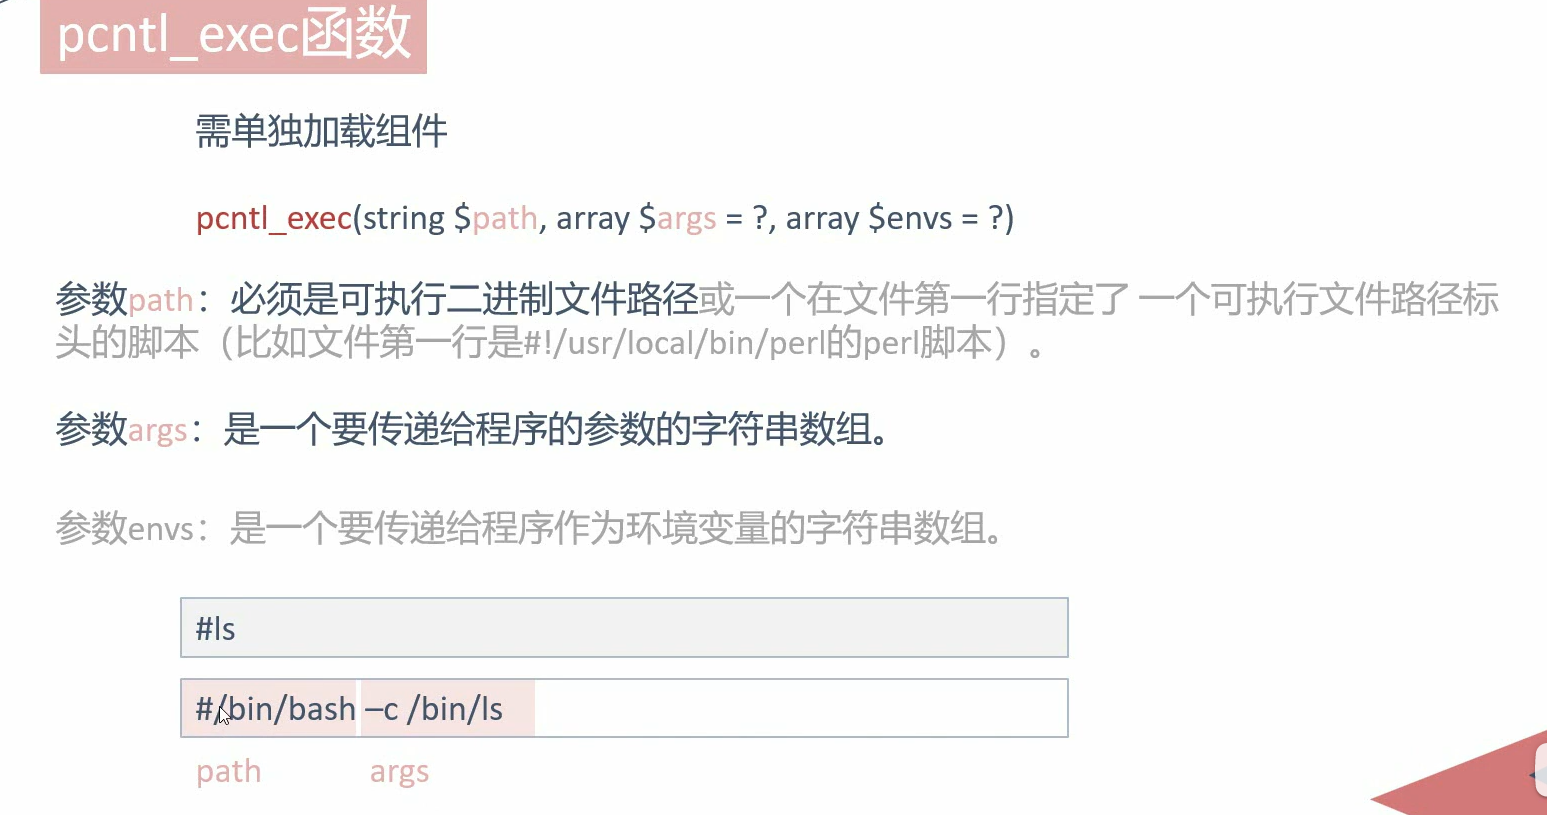 pcntl_exec函数
需单独加载组件
pcntl_exec(string $path, array $args = ?, array $envs = ?)
参数path：必须是可执行二进制文件路径或一个在文件第一行指定了 一个可执行文件路径标
头的脚本（比如文件第一行是#!/usr/local/bin/perl的perl脚本）。
参数args：是一个要传递给程序的参数的字符串数组。
参数envs：是一个要传递给程序作为环境变量的字符串数组。
#ls
#/bin/bash –c /bin/ls
path args